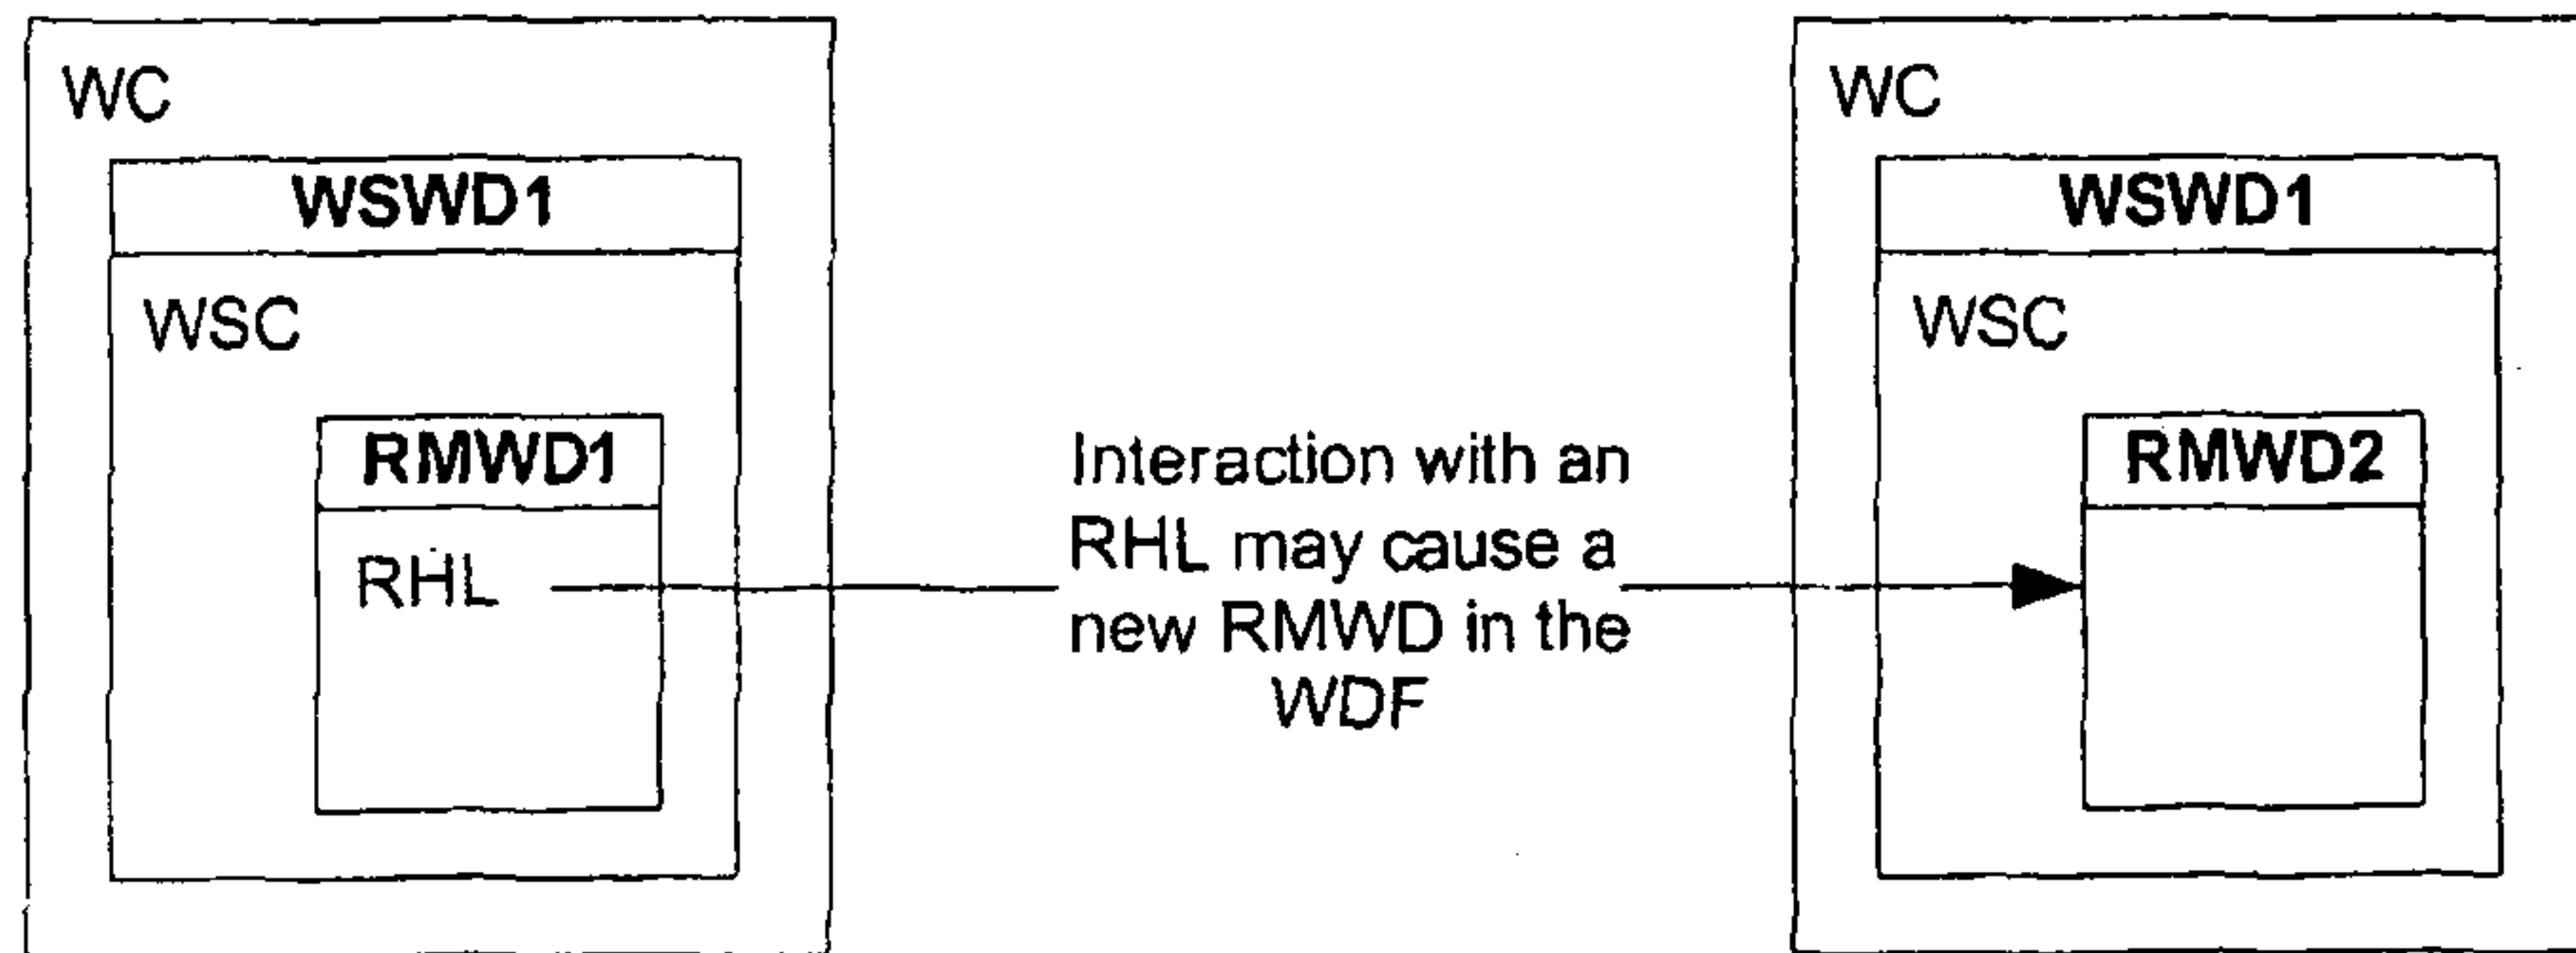 WC
WSWD1
WSC
RMWD1
RHL
Interaction with an
RHL may cause a
new RMWD in the
WDF
WC
WSWD1
WSC
RMWD2